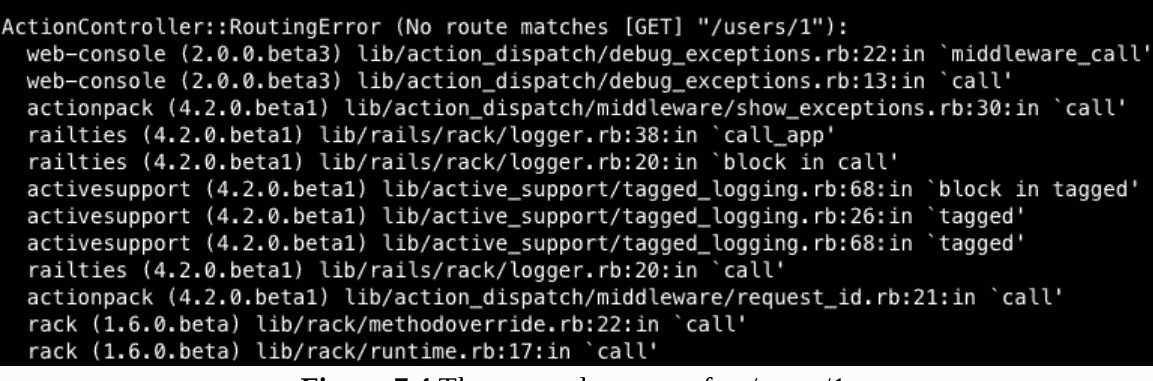 ActionController::RoutingError (No route matches [GET] "/users/1"):
web-console (2.0.0.beta3) lib/action_dispatch/debug_exceptions.rb:22:in `middleware_call'
web-console (2.0.0.beta3) lib/action_dispatch/debug_exceptions.rb:13:in `call'
actionpack (4.2.0.beta1) lib/action_dispatch/middleware/show_exceptions.rb:30:in `call'
railties (4.2.0.beta1) lib/rails/rack/logger.rb:38:in `call_app'
railties (4.2.0.beta1) lib/rails/rack/logger.rb:20:in `block in call'
activesupport (4.2.0.beta1) lib/active_support/tagged_logging.rb:68:in `block in tagged'
activesupport (4.2.0.beta1) lib/active_support/tagged_logging.rb:26:in `tagged'
activesupport (4.2.0.beta1) lib/active_support/tagged_logging.rb:68:in `tagged'
railties (4.2.0.beta1) lib/rails/rack/logger.rb:20:in `call'
actionpack (4.2.0.beta1) lib/action_dispatch/middleware/request_id.rb:21:in `call'
rack (1.6.0.beta) lib/rack/methodoverride.rb:22:in `call'
rack (1.6.0.beta) lib/rack/runtime.rb:17:in `call'